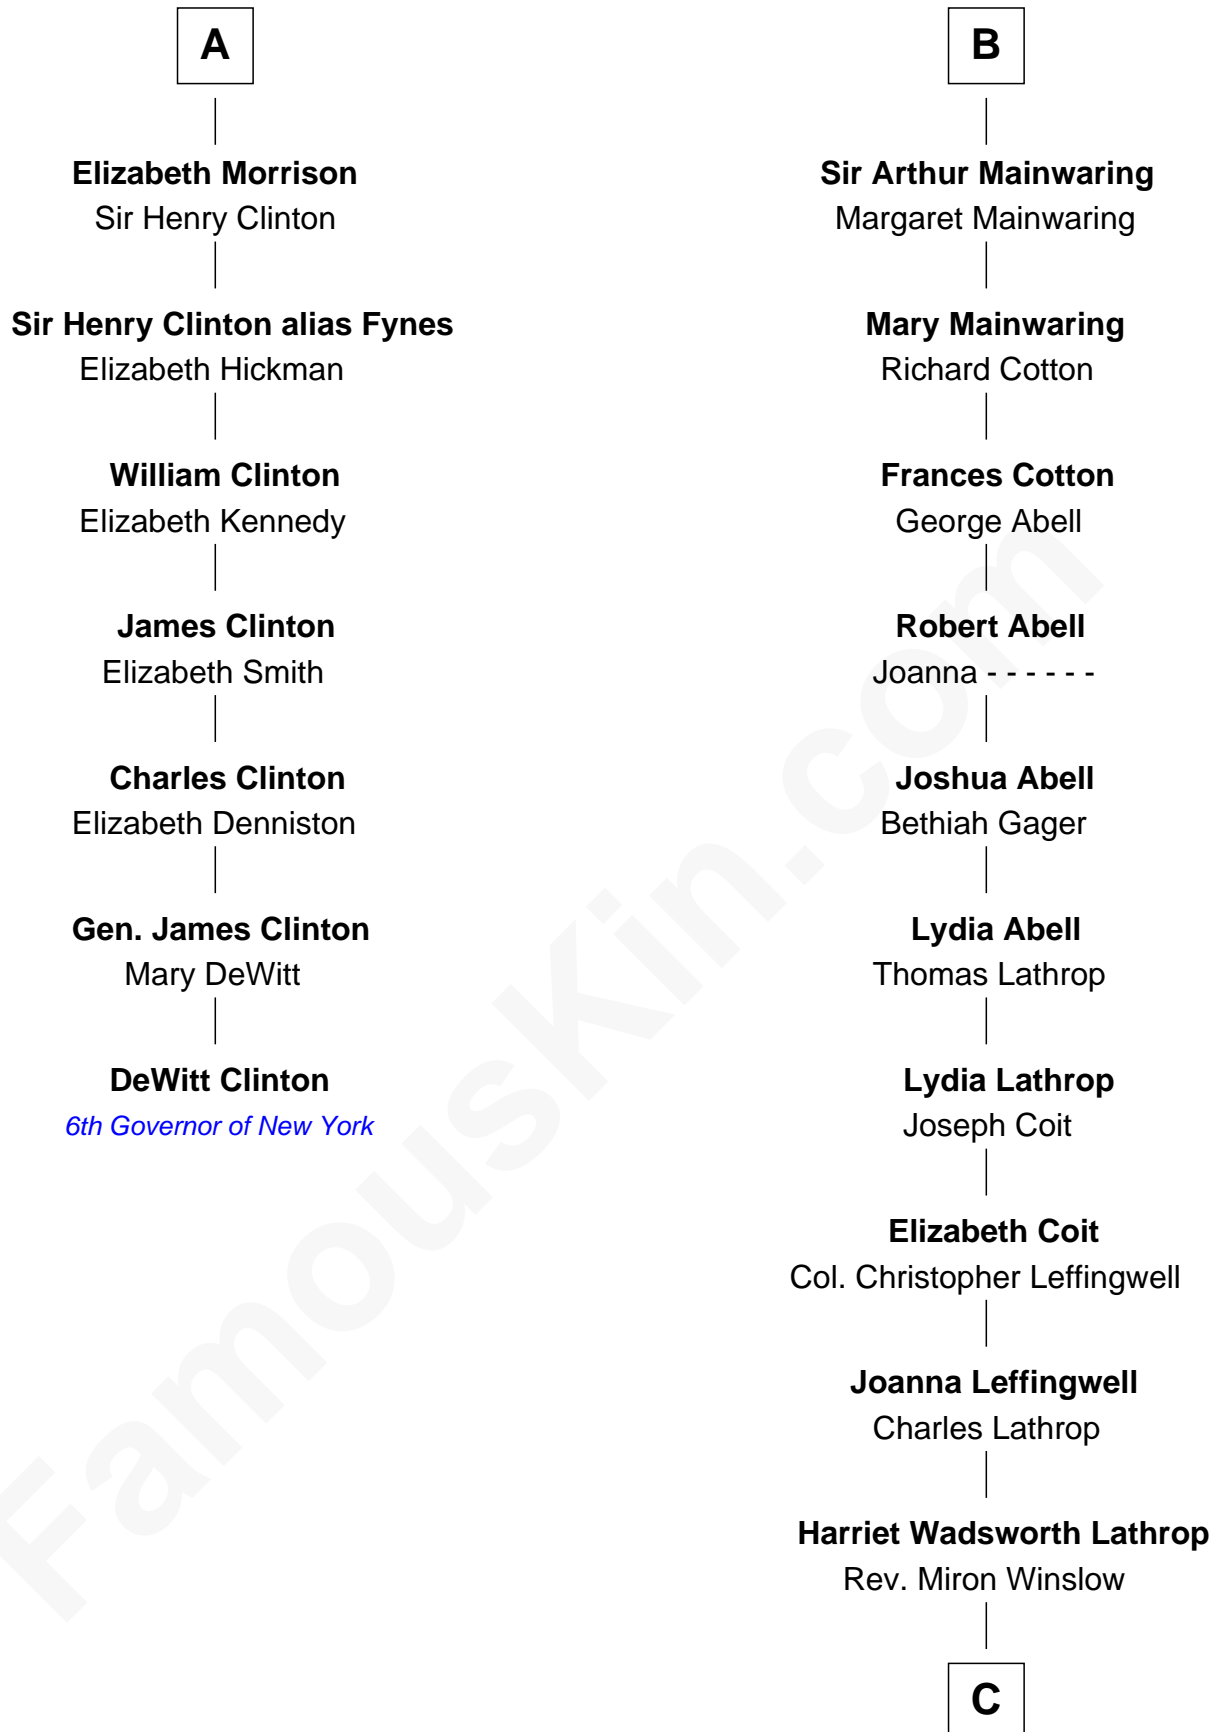 A
Elizabeth Morrison
Sir Henry Clinton
Sir Henry Clinton alias Fynes
Elizabeth Hickman
William Clinton
Elizabeth Kennedy
James Clinton
Elizabeth Smith
Charles Clinton
Elizabeth Denniston
Gen. James Clinton
Mary DeWitt
DeWitt Clinton
6th Governor of New York
B
Sir Arthur Mainwaring
Margaret Mainwaring
Mary Mainwaring
Richard Cotton
Frances Cotton
George Abell
Robert Abell
Joanna - - - - - -
Joshua Abell
Bethiah Gager
Lydia Abell
Thomas Lathrop
Lydia Lathrop
Joseph Coit
Elizabeth Coit
Col. Christopher Leffingwell
Joanna Leffingwell
Charles Lathrop
Harriet Wadsworth Lathrop
Rev. Miron Winslow
C
FamousKin.com